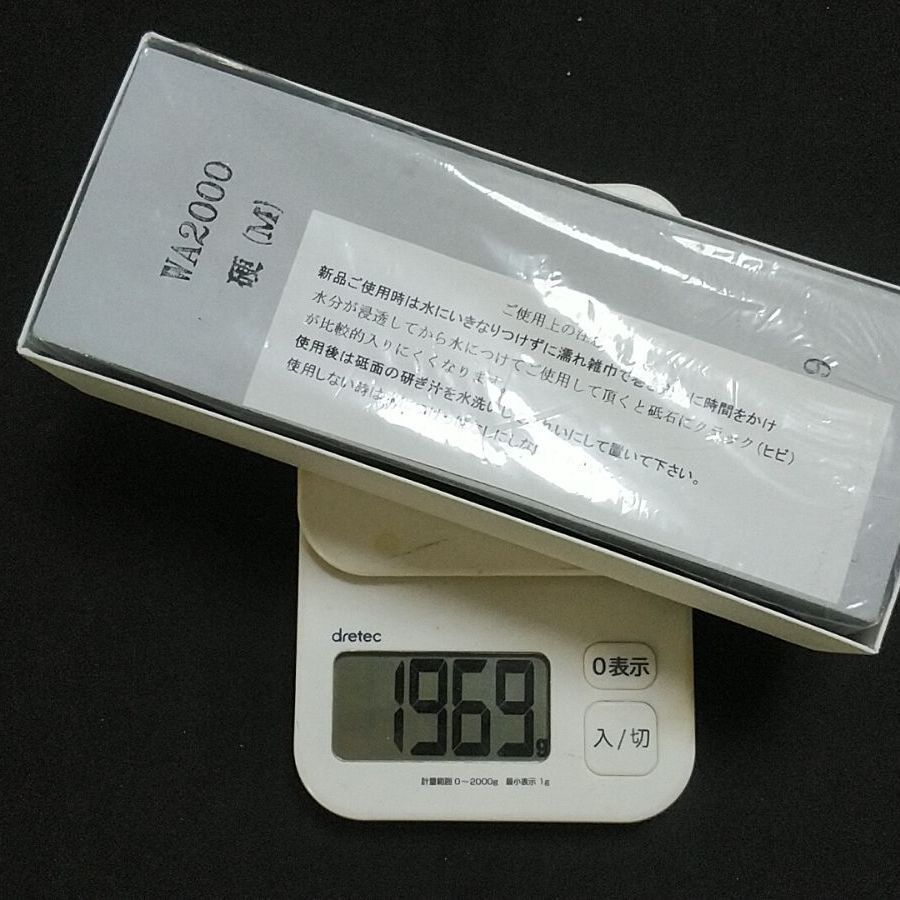 WA2000
硬(M)
ご使用上の注
新品ご使用時は水にいきなりつけずに濡れ雑巾で に時間をかけ
水分が浸透してから水につけてご使用して頂くと砥石にクラック(ヒビ)
が比較的入りにくくなります
使用後は砥面の研ぎ汁を水洗いし れいにして置いて下さい。
使用しない時は
dretec
1969g
0表示
入/切
計量範囲 0〜2000g 最小表示 1g